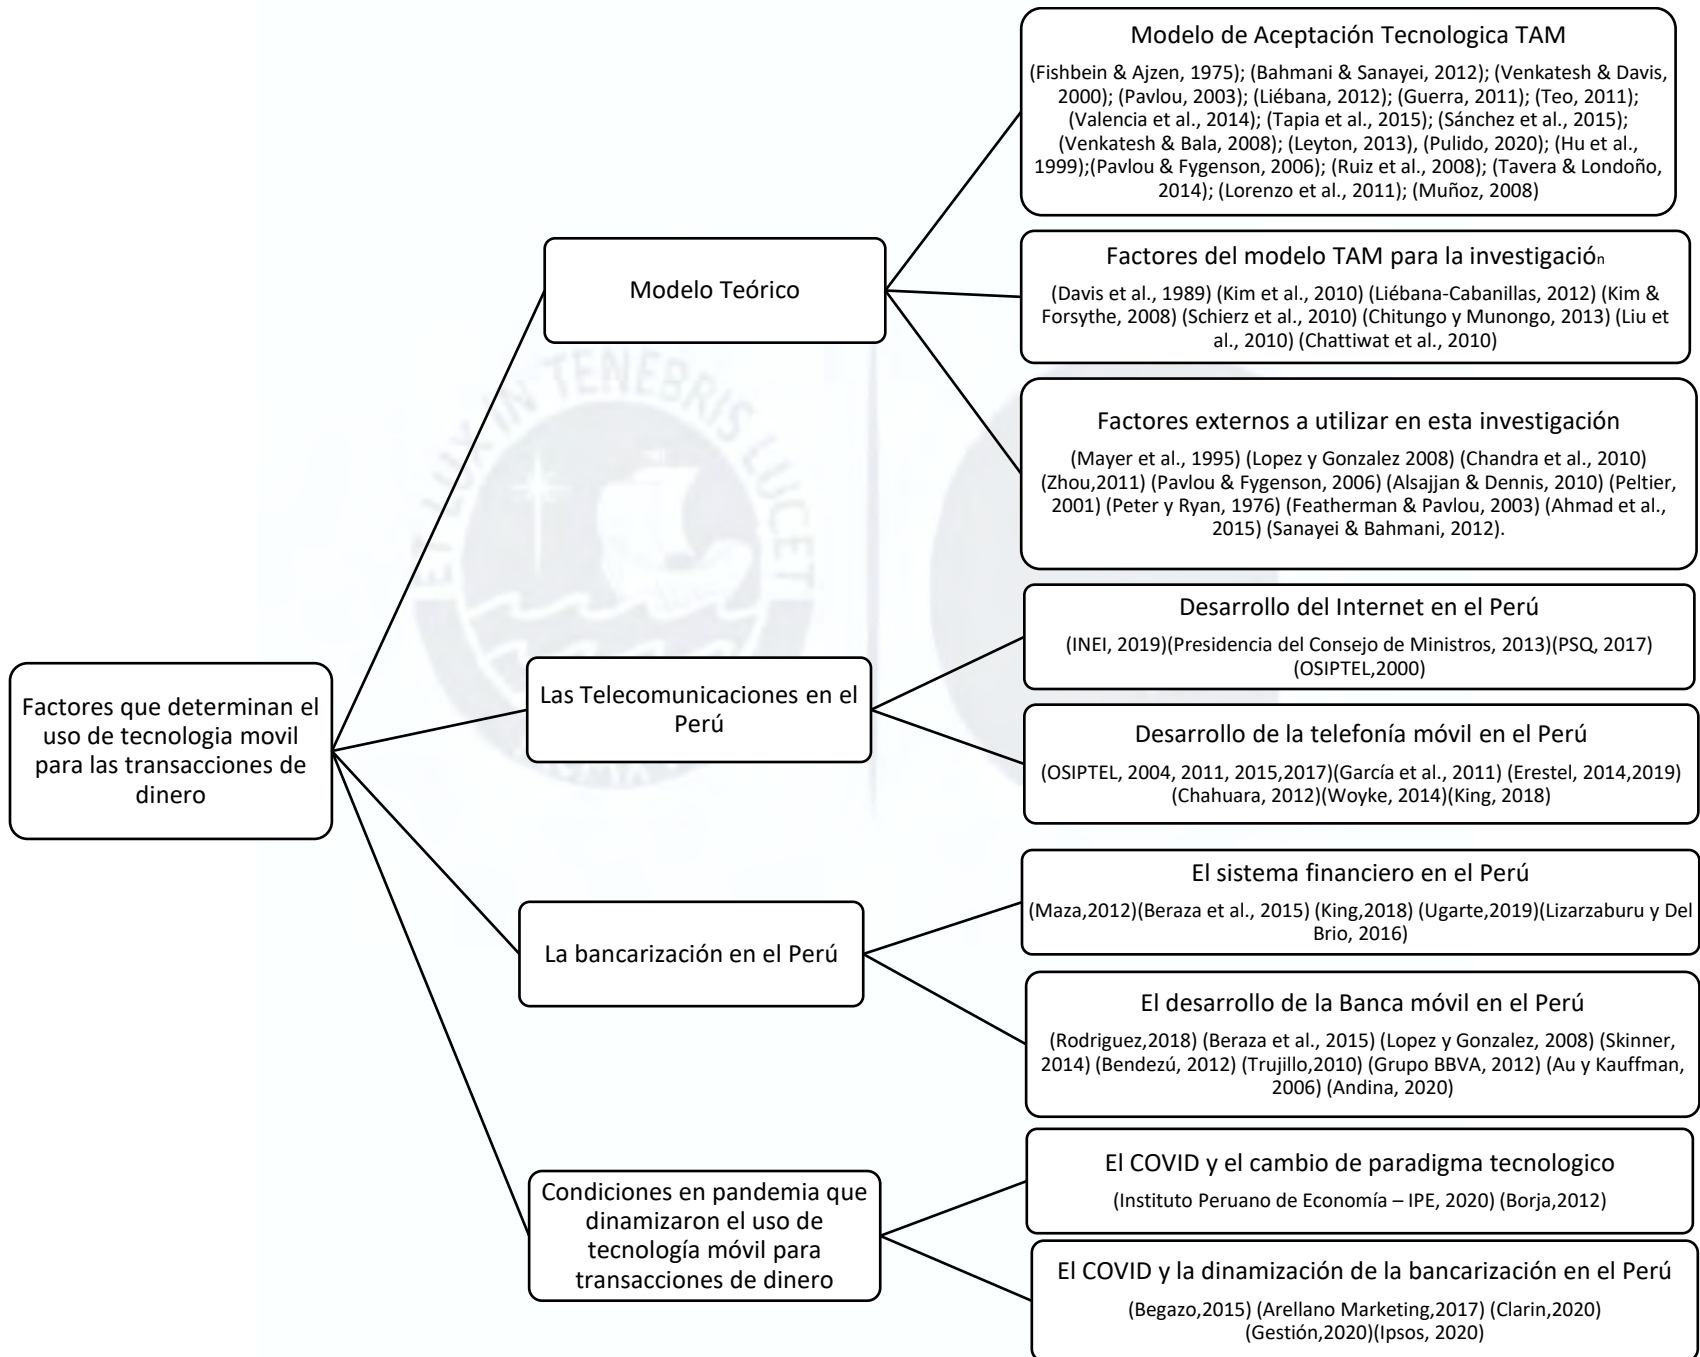 Modelo de Aceptación Tecnologica TAM
(Fishbein & Ajzen, 1975); (Bahmani & Sanayei, 2012); (Venkatesh & Davis,
2000); (Pavlou, 2003); (Liébana, 2012); (Guerra, 2011); (Teo, 2011);
(Valencia et al., 2014); (Tapia et al., 2015); (Sánchez et al., 2015);
(Venkatesh & Bala, 2008); (Leyton, 2013), (Pulido, 2020); (Hu et al.,
1999);(Pavlou & Fygenson, 2006); (Ruiz et al., 2008); (Tavera & Londoño,
2014); (Lorenzo et al., 2011); (Muñoz, 2008)
Modelo Teórico
Factores del modelo TAM para la investigación
(Davis et al., 1989) (Kim et al., 2010) (Liébana-Cabanillas, 2012) (Kim &
Forsythe, 2008) (Schierz et al., 2010) (Chitungo y Munongo, 2013) (Liu et
al., 2010) (Chattiwat et al., 2010)
Factores externos a utilizar en esta investigación
(Mayer et al., 1995) (Lopez y Gonzalez 2008) (Chandra et al., 2010)
(Zhou,2011) (Pavlou & Fygenson, 2006) (Alsajjan & Dennis, 2010) (Peltier,
2001) (Peter y Ryan, 1976) (Featherman & Pavlou, 2003) (Ahmad et al.,
2015) (Sanayei & Bahmani, 2012).
ET LUX IN TENEBRIS LUCET
Desarrollo del Internet en el Perú
(INEI, 2019)(Presidencia del Consejo de Ministros, 2013)(PSQ, 2017)
(OSIPTEL,2000)
Factores que determinan el
uso de tecnologia movil
para las transacciones de
dinero
Las Telecomunicaciones en el
Perú
Desarrollo de la telefonía móvil en el Perú
(OSIPTEL, 2004, 2011, 2015,2017)(García et al., 2011) (Erestel, 2014,2019)
(Chahuara, 2012)(Woyke, 2014)(King, 2018)
El sistema financiero en el Perú
(Maza,2012)(Beraza et al., 2015) (King,2018) (Ugarte,2019)(Lizarzaburu y Del
Brio, 2016)
La bancarización en el Perú
El desarrollo de la Banca móvil en el Perú
(Rodriguez,2018) (Beraza et al., 2015) (Lopez y Gonzalez, 2008) (Skinner,
2014) (Bendezú, 2012) (Trujillo,2010) (Grupo BBVA, 2012) (Au y Kauffman,
2006) (Andina, 2020)
Condiciones en pandemia que
dinamizaron el uso de
tecnología móvil para
transacciones de dinero
El COVID y el cambio de paradigma tecnologico
(Instituto Peruano de Economía – IPE, 2020) (Borja,2012)
El COVID y la dinamización de la bancarización en el Perú
(Begazo,2015) (Arellano Marketing,2017) (Clarin,2020)
(Gestión,2020)(Ipsos, 2020)